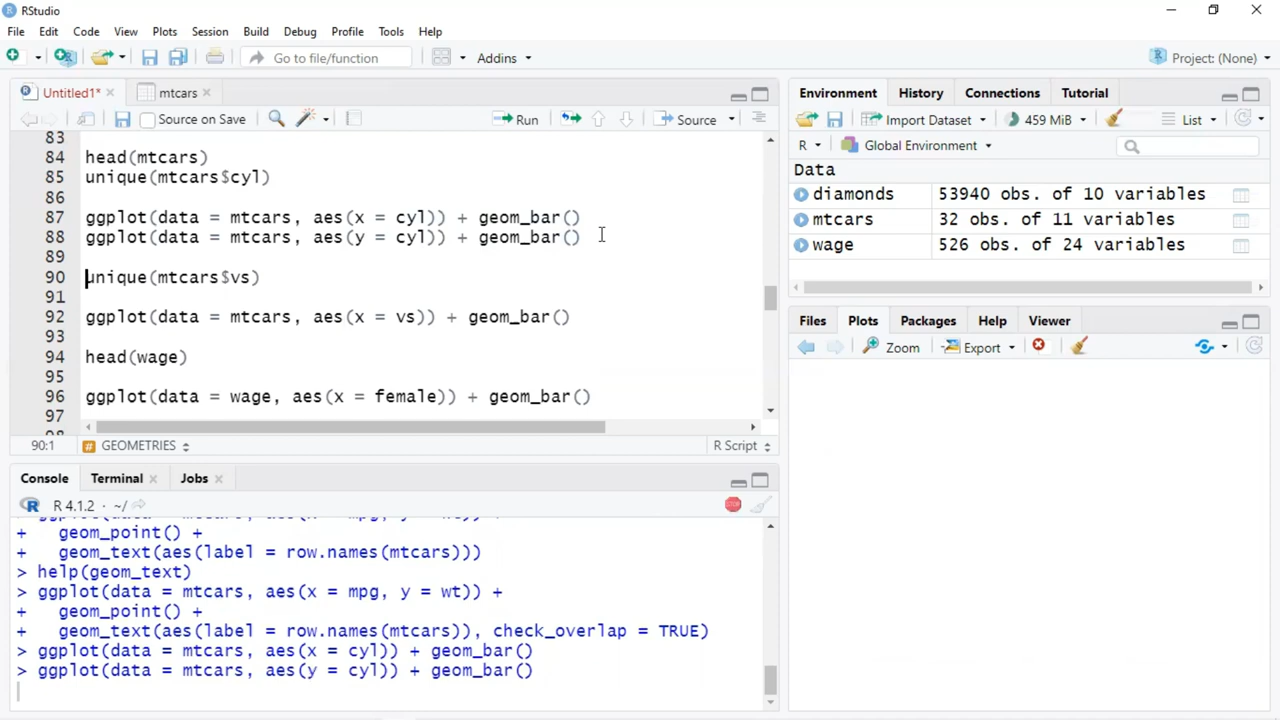 RStudio
File Edit Code View Plots Session Build Debug Profile Tools Help
Go to file/function Addins Project: (None)
Untitled1* mtcars
Source on Save Run Source
83
84 head(mtcars)
85 unique(mtcars$cyl)
86
87 ggplot(data = mtcars, aes(x = cyl)) + geom_bar()
88 ggplot(data = mtcars, aes(y = cyl)) + geom_bar()
89
90 unique(mtcars$vs)
91
92 ggplot(data = mtcars, aes(x = vs)) + geom_bar()
93
94 head(wage)
95
96 ggplot(data = wage, aes(x = female)) + geom_bar()
97
90:1 # GEOMETRIES R Script
Console Terminal Jobs
R 4.1.2 · ~/
+ geom_point() +
+ geom_text(aes(label = row.names(mtcars)))
> help(geom_text)
> ggplot(data = mtcars, aes(x = mpg, y = wt)) +
+ geom_point() +
+ geom_text(aes(label = row.names(mtcars)), check_overlap = TRUE)
> ggplot(data = mtcars, aes(x = cyl)) + geom_bar()
> ggplot(data = mtcars, aes(y = cyl)) + geom_bar()
Environment History Connections Tutorial
Import Dataset 459 MiB List
R Global Environment
Data
diamonds 53940 obs. of 10 variables
mtcars 32 obs. of 11 variables
wage 526 obs. of 24 variables
Files Plots Packages Help Viewer
Zoom Export